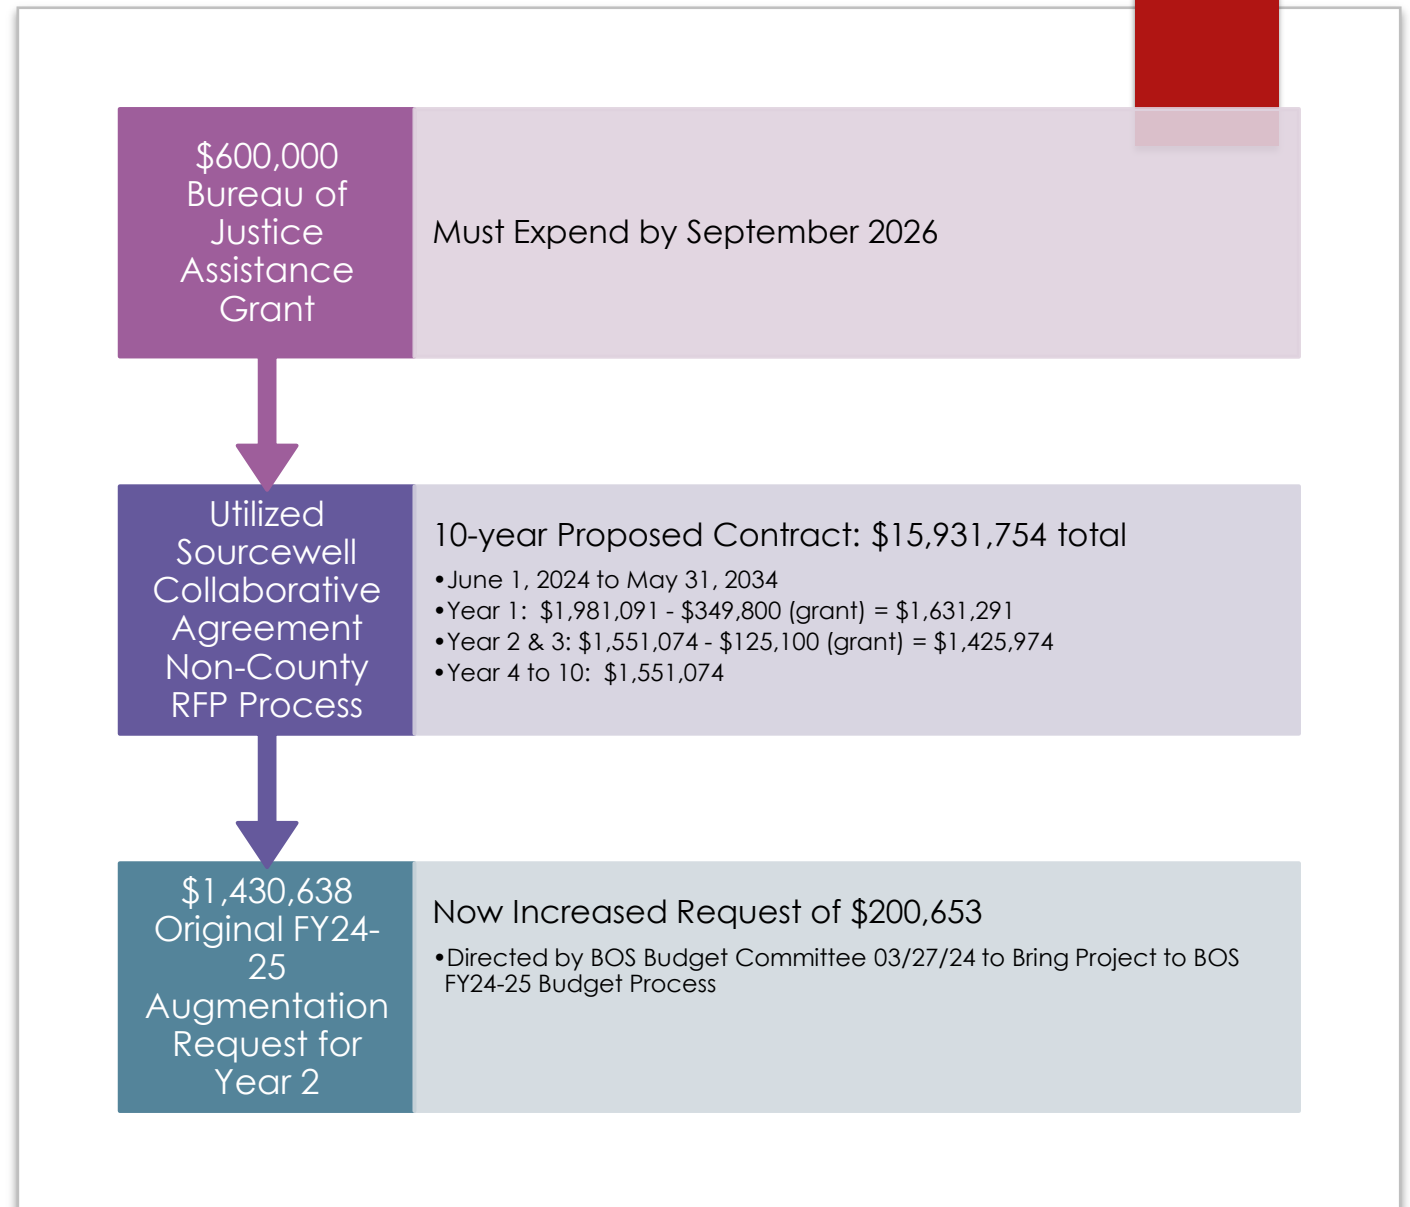 $600,000
Bureau of
Justice
Assistance
Grant
Must Expend by September 2026
Utilized
Sourcewell
Collaborative
Agreement
Non-County
RFP Process
10-year Proposed Contract: $15,931,754 total
•June 1, 2024 to May 31, 2034
•Year 1:  $1,981,091 - $349,800 (grant) = $1,631,291
•Year 2 & 3: $1,551,074 - $125,100 (grant) = $1,425,974
•Year 4 to 10:  $1,551,074
$1,430,638
Original FY24-
25
Augmentation
Request for
Year 2
Now Increased Request of $200,653
•Directed by BOS Budget Committee 03/27/24 to Bring Project to BOS
FY24-25 Budget Process